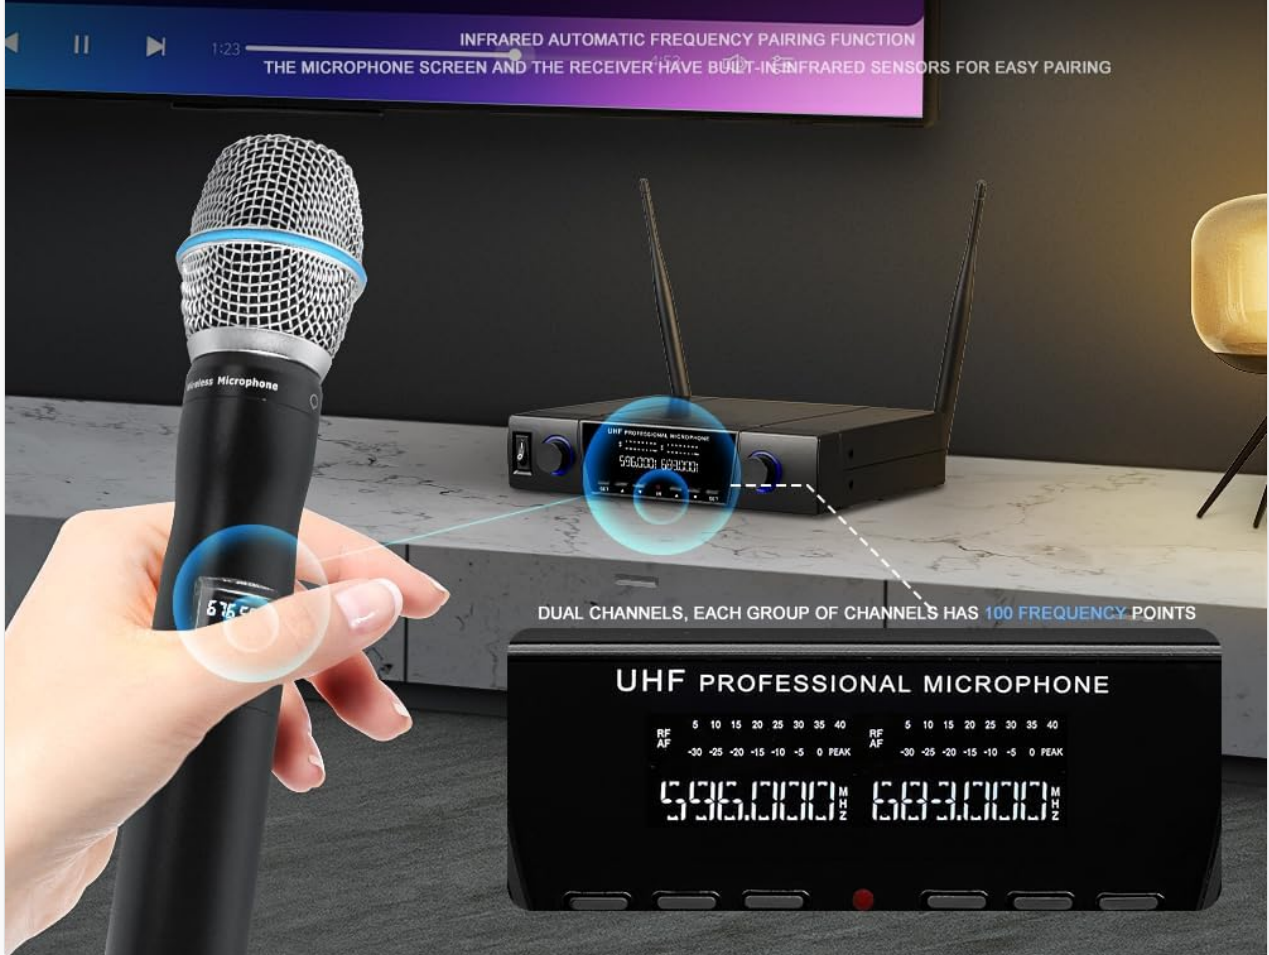 1:23
INFRARED AUTOMATIC FREQUENCY PAIRING FUNCTION
THE MICROPHONE SCREEN AND THE RECEIVER HAVE BUILT-IN INFRARED SENSORS FOR EASY PAIRING
Wireless Microphone
UHF PROFESSIONAL MICROPHONE
DUAL CHANNELS, EACH GROUP OF CHANNELS HAS 100 FREQUENCY POINTS
UHF PROFESSIONAL MICROPHONE
5 10 15 20 25 30 35 40 5 10 15 20 25 30 35 40
RF RF
AF AF
-30 -25 -20 -15 -10 -5 0 PEAK -30 -25 -20 -15 -10 -5 0 PEAK
596.000 MHZ 683.000 MHZ